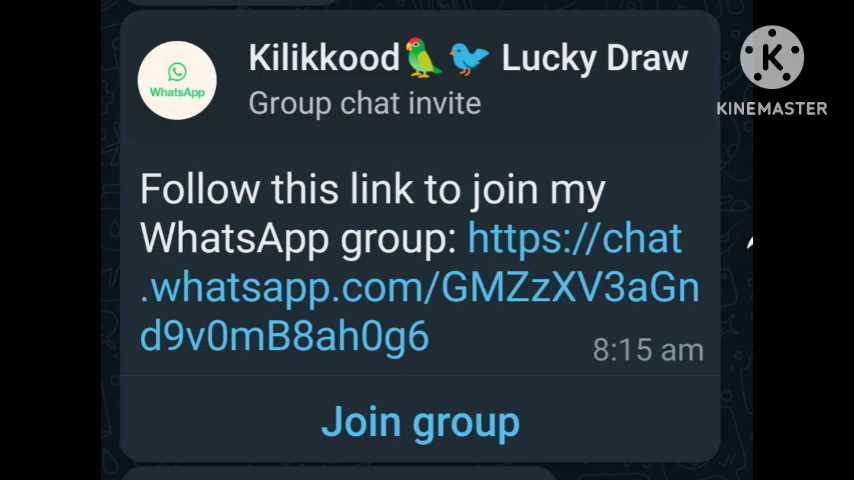 Kilikkood🦜🐦 Lucky Draw
Group chat invite
WhatsApp
K
KINEMASTER
Follow this link to join my
WhatsApp group: https://chat
.whatsapp.com/GMZzXV3aGn
d9v0mB8ah0g6
8:15 am
Join group